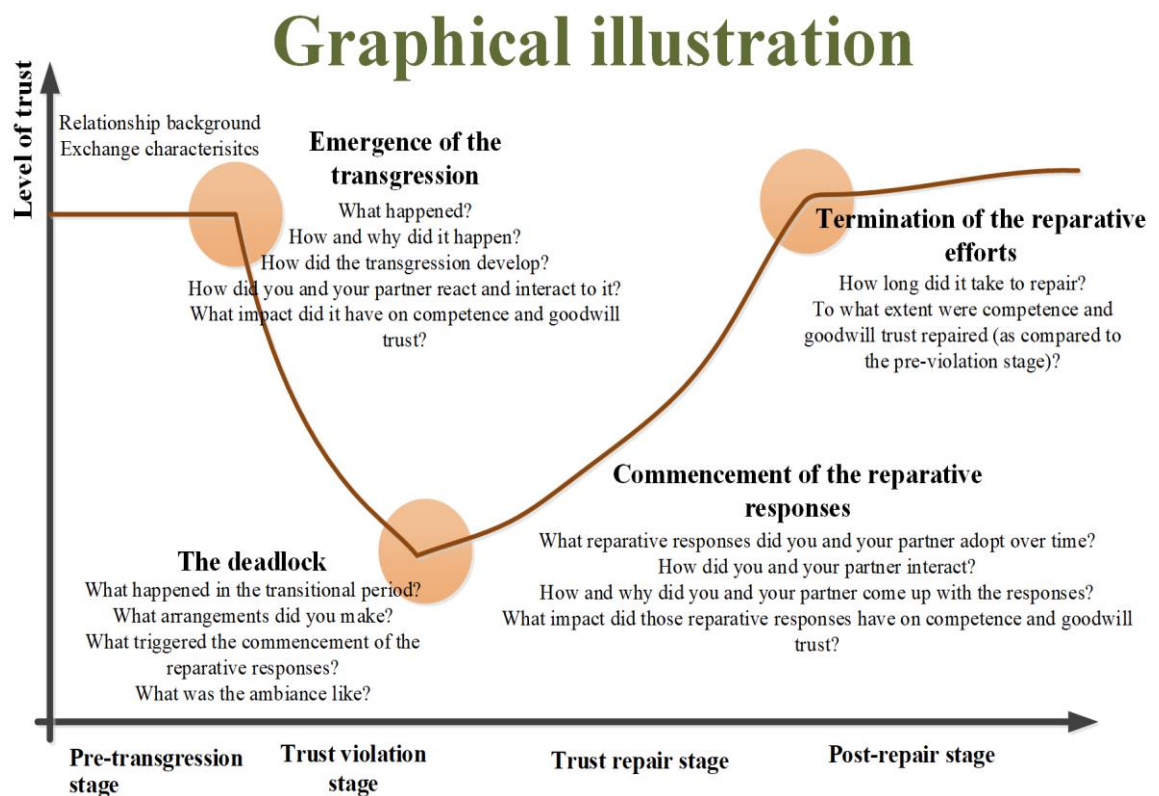 Graphical illustration
Level of trust
Relationship background
Exchange characterisitcs
Emergence of the
transgression
What happened?
How and why did it happen?
How did the transgression develop?
How did you and your partner react and interact to it?
What impact did it have on competence and goodwill
trust?
Termination of the reparative
efforts
How long did it take to repair?
To what extent were competence and
goodwill trust repaired (as compared to
the pre-violation stage)?
The deadlock
What happened in the transitional period?
What arrangements did you make?
What triggered the commencement of the
reparative responses?
What was the ambiance like?
Commencement of the reparative
responses
What reparative responses did you and your partner adopt over time?
How did you and your partner interact?
How and why did you and your partner come up with the responses?
What impact did those reparative responses have on competence and goodwill
trust?
Pre-transgression
stage
Trust violation
stage
Trust repair stage
Post-repair stage